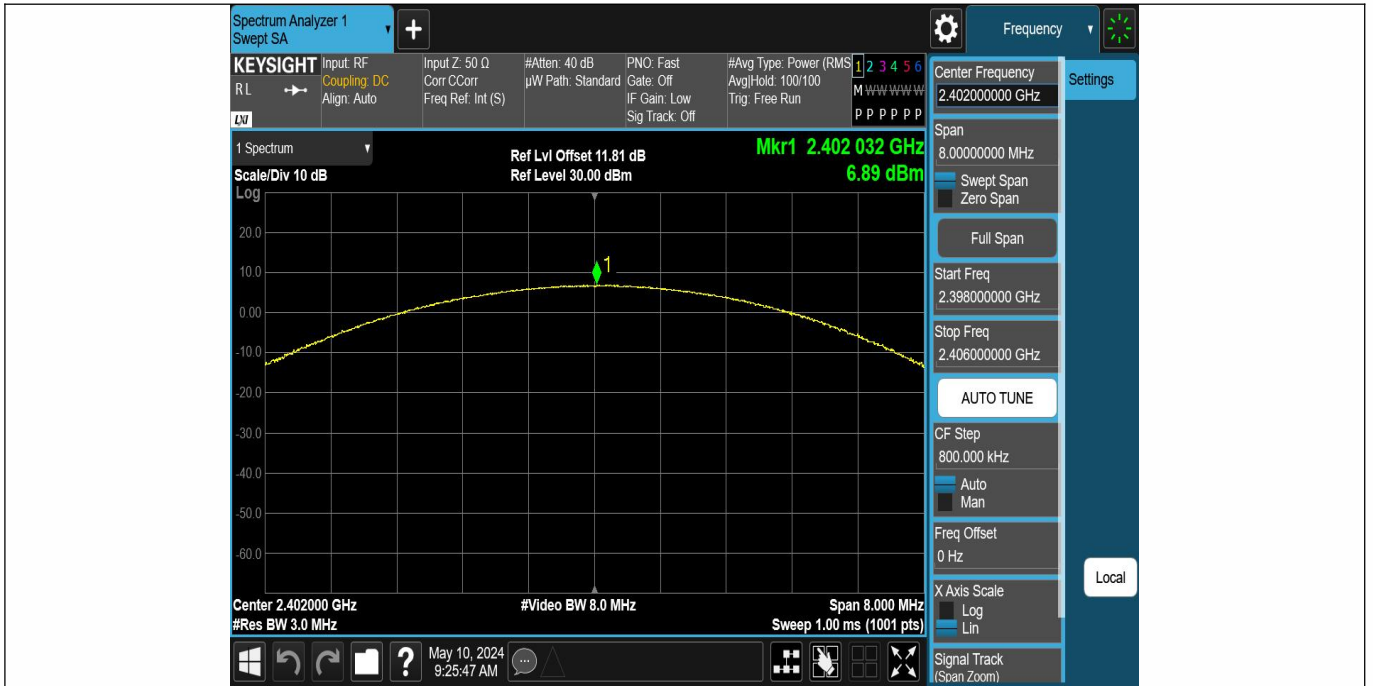 Spectrum Analyzer 1
Swept SA
+
Frequency
KEYSIGHT
R L
LXI
Input: RF
Coupling: DC
Align: Auto
Input Z: 50 Ω
Corr CCorr
Freq Ref: Int (S)
#Atten: 40 dB
µW Path: Standard
PNO: Fast
Gate: Off
IF Gain: Low
Sig Track: Off
#Avg Type: Power (RMS
Avg|Hold: 100/100
Trig: Free Run
1 2 3 4 5 6
M W W W W W
P P P P P P
1 Spectrum
Scale/Div 10 dB
Ref Lvl Offset 11.81 dB
Ref Level 30.00 dBm
Mkr1 2.402 032 GHz
6.89 dBm
Log
20.0
10.0
0.00
-10.0
-20.0
-30.0
-40.0
-50.0
-60.0
1
Center 2.402000 GHz
#Res BW 3.0 MHz
#Video BW 8.0 MHz
Span 8.000 MHz
Sweep 1.00 ms (1001 pts)
Center Frequency
2.402000000 GHz
Settings
Span
8.00000000 MHz
Swept Span
Zero Span
Full Span
Start Freq
2.398000000 GHz
Stop Freq
2.406000000 GHz
AUTO TUNE
CF Step
800.000 kHz
Auto
Man
Freq Offset
0 Hz
X Axis Scale
Log
Lin
Local
Signal Track
(Span Zoom)
?
May 10, 2024
9:25:47 AM